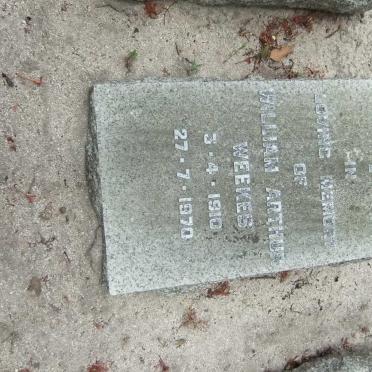 IN
LOVING MEMORY
OF
WILLIAM ARTHUR
WEEKES
3 · 4 · 1910
27 · 7 · 1970